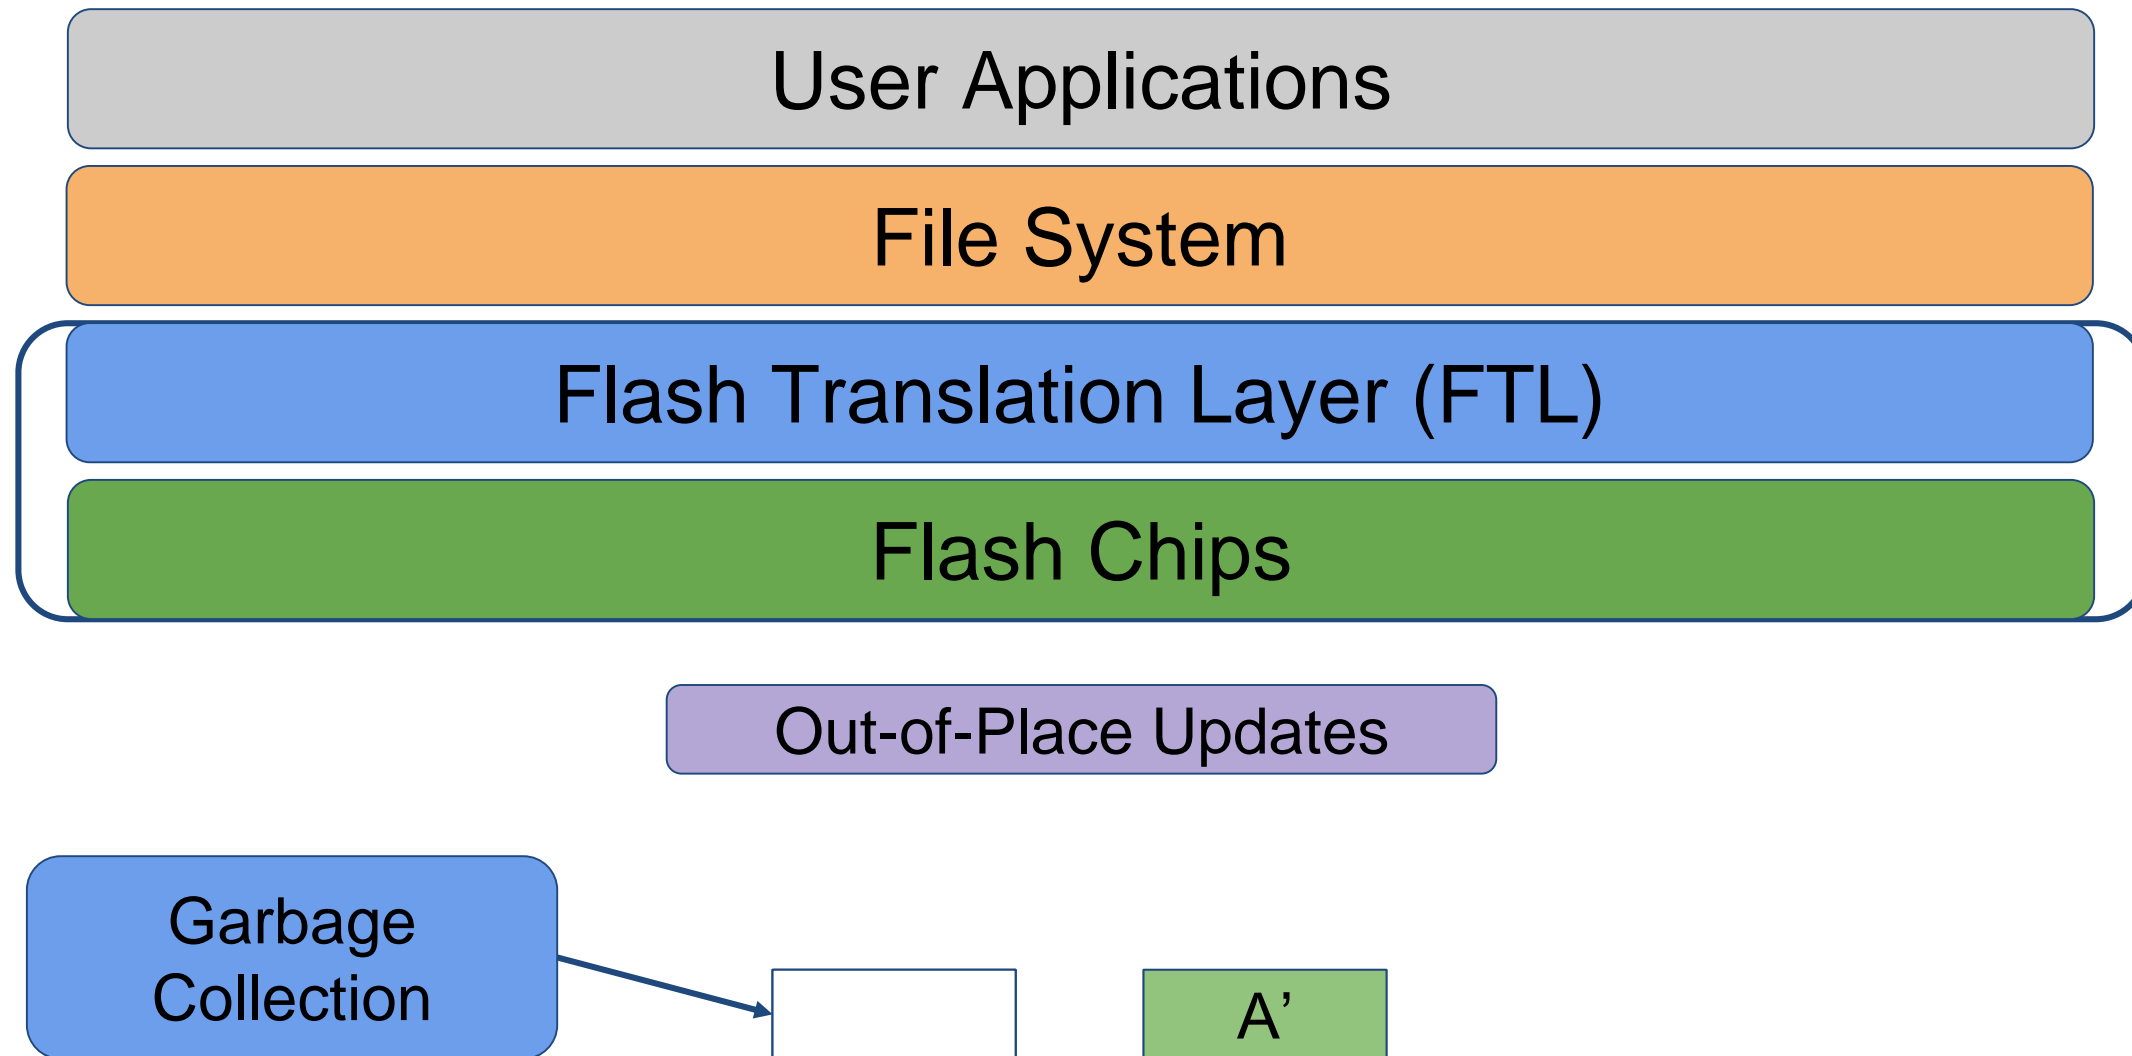 User Applications
File System
Flash Translation Layer (FTL)
Flash Chips
Out-of-Place Updates
Garbage
Collection
A’